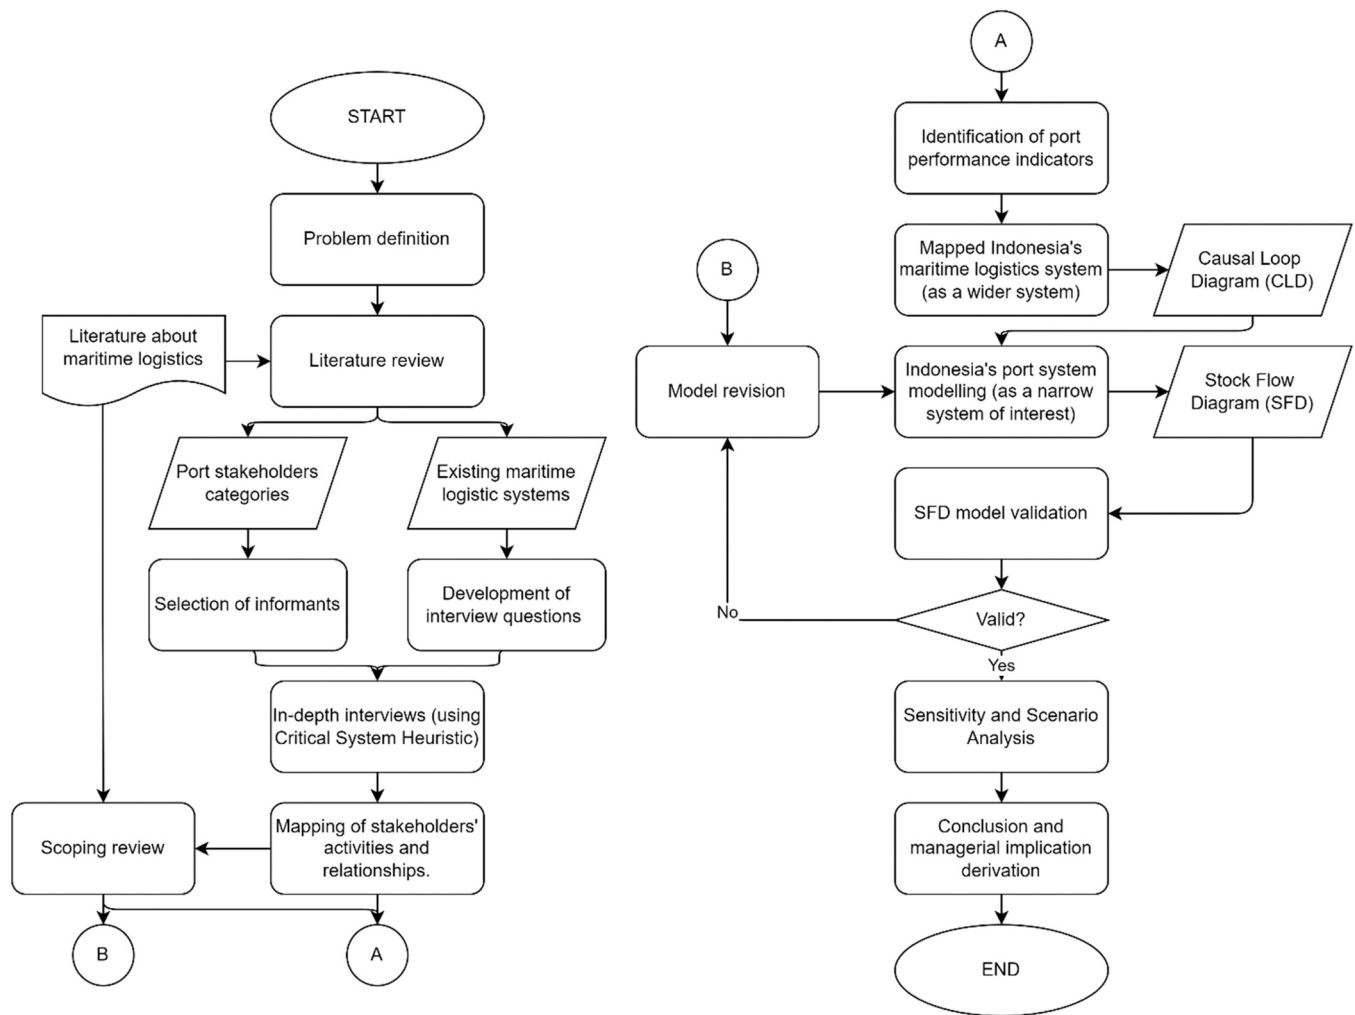 START
Problem definition
Literature about
maritime logistics
Literature review
Port stakeholders
categories
Existing maritime
logistic systems
Selection of informants
Development of
interview questions
In-depth interviews (using
Critical System Heuristic)
Scoping review
Mapping of stakeholders'
activities and
relationships.
B
A
A
Identification of port
performance indicators
Mapped Indonesia's
maritime logistics system
(as a wider system)
Causal Loop
Diagram (CLD)
B
Model revision
Indonesia's port system
modelling (as a narrow
system of interest)
Stock Flow
Diagram (SFD)
SFD model validation
Valid?
No
Yes
Sensitivity and Scenario
Analysis
Conclusion and
managerial implication
derivation
END